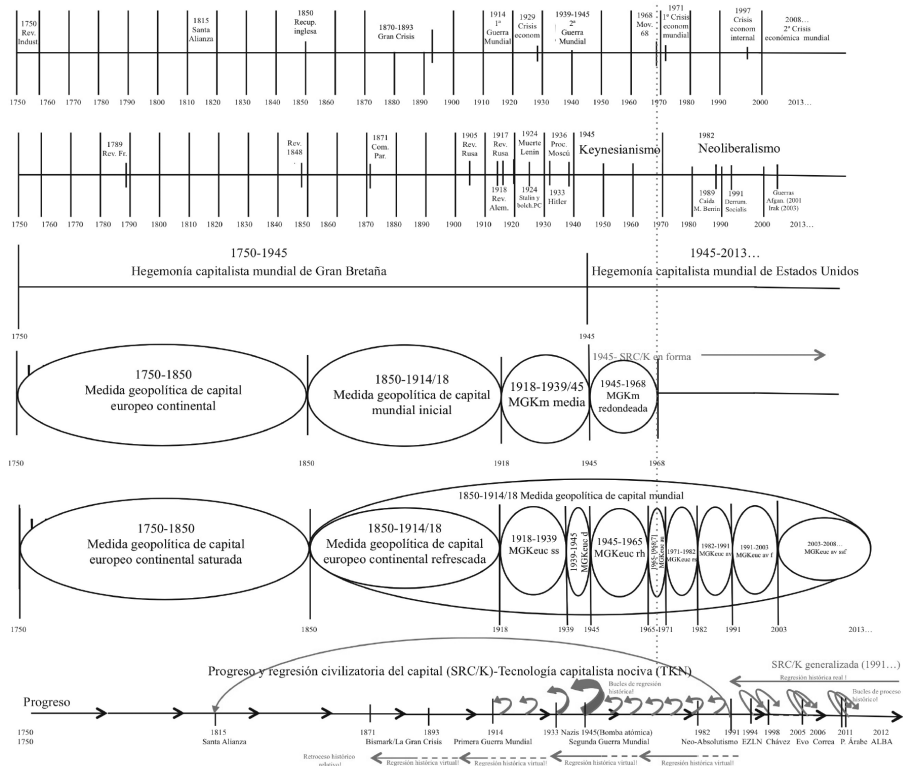 1750
Rev.
Indust
1815
Santa
Alianza
1850
Recup.
inglesa
1870-1893
Gran Crisis
1914
1ª
Guerra
Mundial
1929
Crisis
econom
1939-1945
2ª
Guerra
Mundial
1968
Mov.
68
1971
1ª Crisis
econom
mundial
1997
Crisis
econom
internal
2008...
2ª Crisis
económica mundial
1750 1760 1770 1780 1790 1800 1810 1820 1830 1840 1850 1860 1870 1880 1890 1900 1910 1920 1930 1940 1950 1960 1970 1980 1990 2000 2013...
1789
Rev. Fr.
Rev.
1848
1871
Com.
Par.
1905
Rev.
Rusa
1917
Rev.
Rusa
1918
Rev.
Alem.
1924
Muerte
Lenin
1924
Stalin y
bolch.PC
1936
Proc.
Moscú
1933
Hitler
1945
Keynesianismo
1982
Neoliberalismo
1989
Caída
M. Berlín
1991
Derrum.
Socialis
Guerras
Afgan. (2001
Irak (2003)
1750 1760 1770 1780 1790 1800 1810 1820 1830 1840 1850 1860 1870 1880 1890 1900 1910 1920 1930 1940 1950 1960 1970 1980 1990 2000 2013...
1750-1945
Hegemonía capitalista mundial de Gran Bretaña
1945-2013...
Hegemonía capitalista mundial de Estados Unidos
1750 1945
1945- SRC/K en forma
1750-1850
Medida geopolítica de capital
europeo continental
1850-1914/18
Medida geopolítica de capital
mundial inicial
1918-1939/45
MGKm media
1945-1968
MGKm
redondeada
1750 1850 1918 1945 1968
1850-1914/18 Medida geopolítica de capital mundial
1750-1850
Medida geopolítica de capital
europeo continental saturada
1850-1914/18
Medida geopolítica de capital
europeo continental refrescada
1918-1939
MGKeuc ss
1939-1945
MGKeuc d
1945-1965
MGKeuc rh
1971-1982
1982-1991
1991-2003
MGKeuc av f
2003-2008...
MGKeuc av suf
1750 1850 1918 1939 1945 1965-1971 1982 1991 2003 2013...
Progreso y regresión civilizatoria del capital (SRC/K)-Tecnología capitalista nociva (TKN)
SRC/K generalizada (1991...)
Regresión histórica real !
Bucles de regresión
histórica!
Bucles de proceso
histórico!
Progreso
1750 1815 1871 1893 1914 1933 Nazis 1945(Bomba atómica) 1982 1991 1994 1998 2005 2006 2011 2012
1750 Santa Alianza Bismark/La Gran Crisis Primera Guerra Mundial Segunda Guerra Mundial Neo-Absolutismo EZLN Chávez Evo Correa P. Árabe ALBA
Retroceso histórico
relativo!
Regresión histórica virtual! Regresión histórica virtual! Regresión histórica virtual! Regresión histórica virtual!